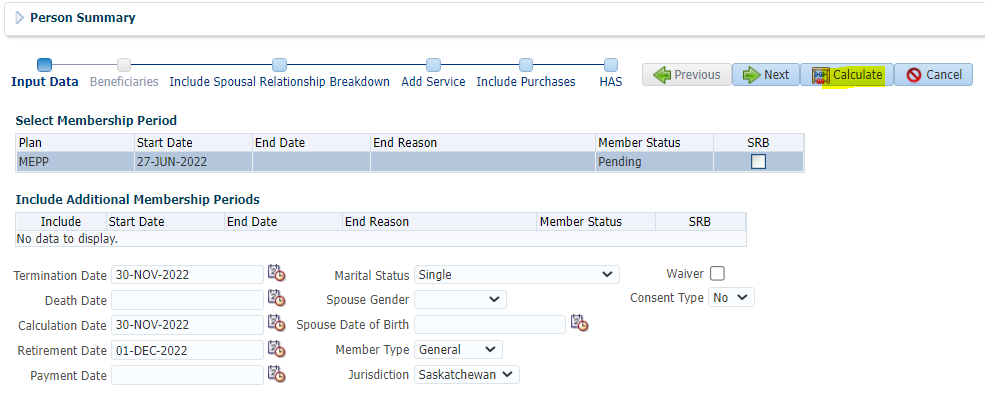 Person Summary
Input Data Beneficiaries Include Spousal Relationship Breakdown Add Service Include Purchases HAS Previous Next Calculate Cancel
Select Membership Period
Plan Start Date End Date End Reason Member Status SRB
MEPP 27-JUN-2022 Pending
Include Additional Membership Periods
Include Start Date End Date End Reason Member Status SRB
No data to display.
Termination Date 30-NOV-2022 Marital Status Single Waiver
Death Date Spouse Gender Consent Type No
Calculation Date 30-NOV-2022 Spouse Date of Birth
Retirement Date 01-DEC-2022 Member Type General
Payment Date Jurisdiction Saskatchewan